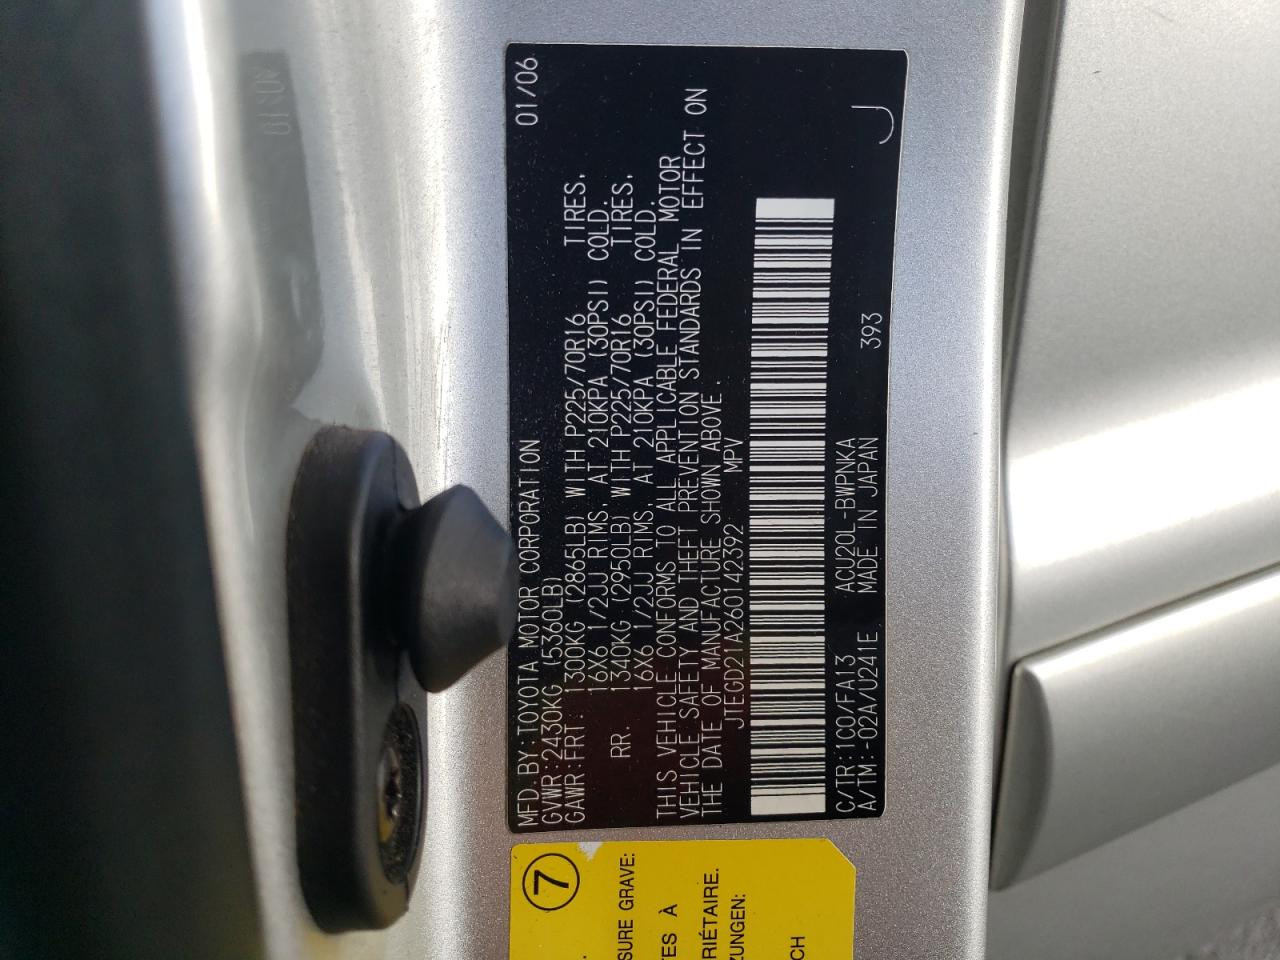 01/06
MFD.BY:TOYOTA MOTOR CORPORATION
GVWR:2430KG (5360LB)
GAWR:FRT: 1300KG (2865LB) WITH P225/70R16 TIRES,
16X6 1/2JJ RIMS, AT 210KPA (30PSI) COLD.
RR. 1340KG (2950LB) WITH P225/70R16 TIRES,
16X6 1/2JJ RIMS, AT 210KPA (30PSI) COLD.
THIS VEHICLE CONFORMS TO ALL APPLICABLE FEDERAL MOTOR
VEHICLE SAFETY AND THEFT PREVENTION STANDARDS IN EFFECT ON
THE DATE OF MANUFACTURE SHOWN ABOVE.
JTEGD21A260142392 MPV
C/TR:1C0/FA13 ACU20L-BWPNKA
A/TM:-02A/U241E MADE IN JAPAN 393
J
7
SURE GRAVE:
TES À
RIÉTAIRE.
ZUNGEN:
CH